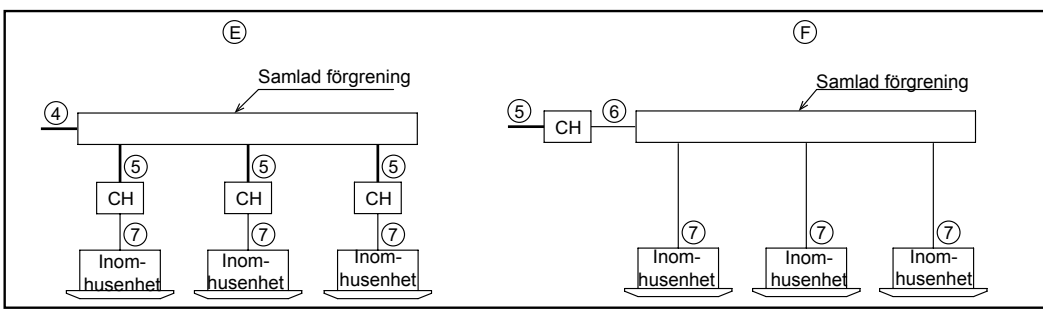 Ⓔ
Samlad förgrening
④
⑤ ⑤ ⑤
CH CH CH
⑦ ⑦ ⑦
Inom-
husenhet
Inom-
husenhet
Inom-
husenhet
Ⓕ
Samlad förgrening
⑤ CH ⑥
⑦ ⑦ ⑦
Inom-
husenhet
Inom-
husenhet
Inom-
husenhet